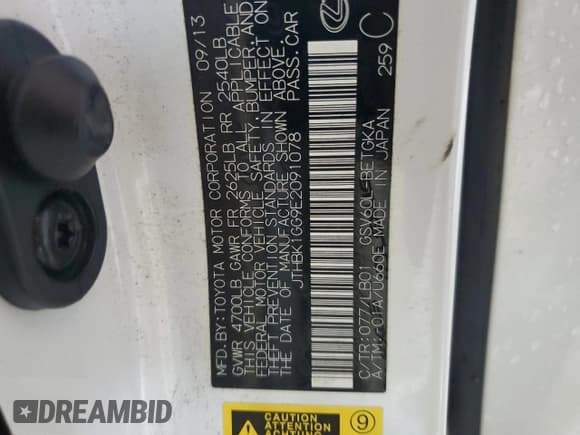 MFD.BY:TOYOTA MOTOR CORPORATION 09/13
GVWR 4700LB GAWR FR 2625LB RR 2540LB
THIS VEHICLE CONFORMS TO ALL APPLICABLE
FEDERAL MOTOR VEHICLE SAFETY, BUMPER, AND
THEFT PREVENTION STANDARDS IN EFFECT ON
THE DATE OF MANUFACTURE SHOWN ABOVE.
JTHBK1GG9E2091078 PASS.CAR
C/TR:077/LB01 GSV60L-BETGKA
A/TM:-01A/U660E MADE IN JAPAN
259 C
CAUTION
ATTENTION
ACHTUNG
9
DREAMBID